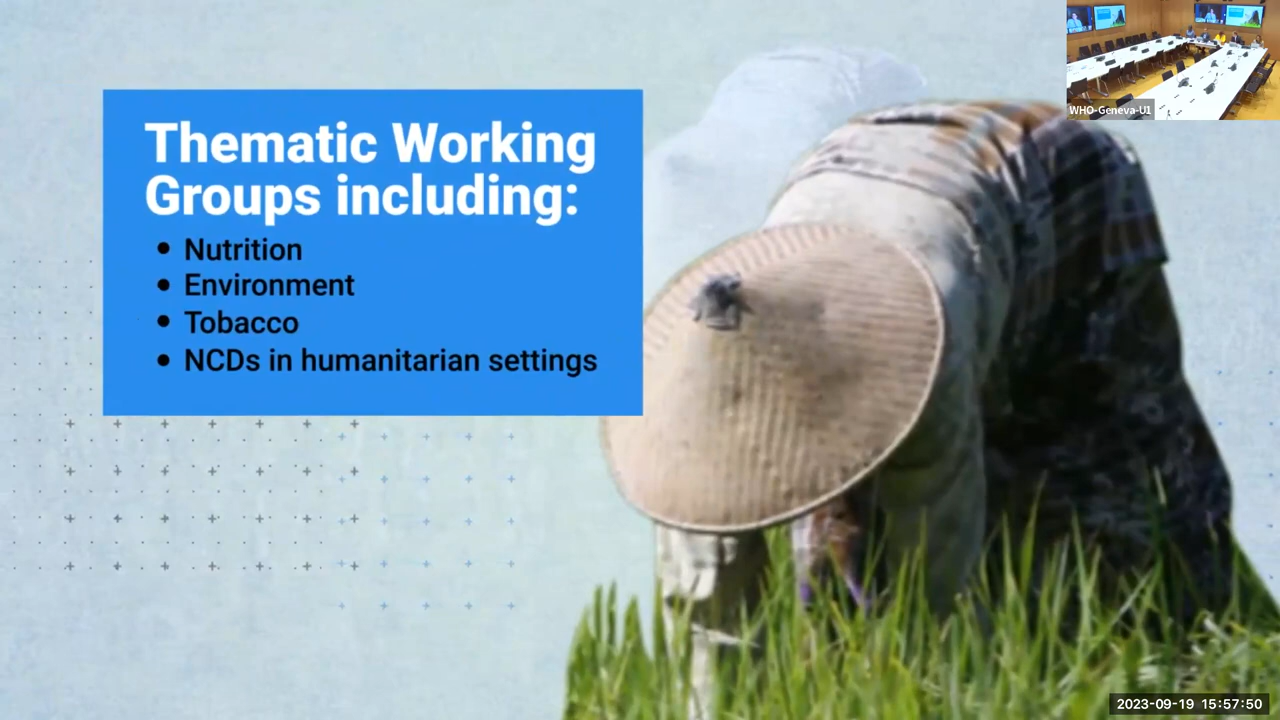 Thematic Working
Groups including:
• Nutrition
• Environment
• Tobacco
• NCDs in humanitarian settings
WHO-Geneva-U1
2023-09-19 15:57:50